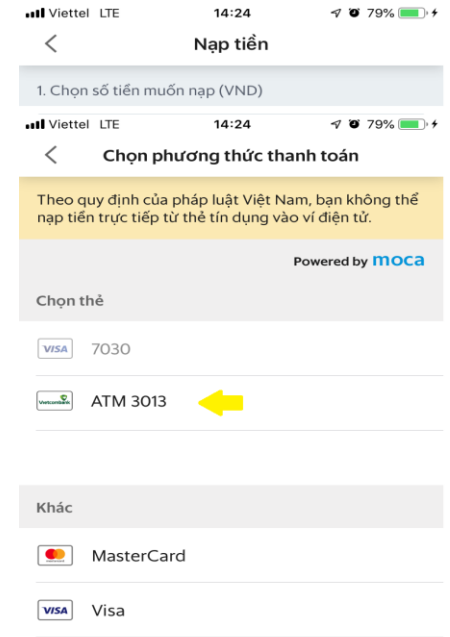 Viettel LTE 14:24 79%
Nạp tiền
1. Chọn số tiền muốn nạp (VND)
Viettel LTE 14:24 79%
Chọn phương thức thanh toán
Theo quy định của pháp luật Việt Nam, bạn không thể
nạp tiền trực tiếp từ thẻ tín dụng vào ví điện tử.
Powered by moca
Chọn thẻ
VISA 7030
Vietcombank ATM 3013
Khác
MasterCard
VISA Visa